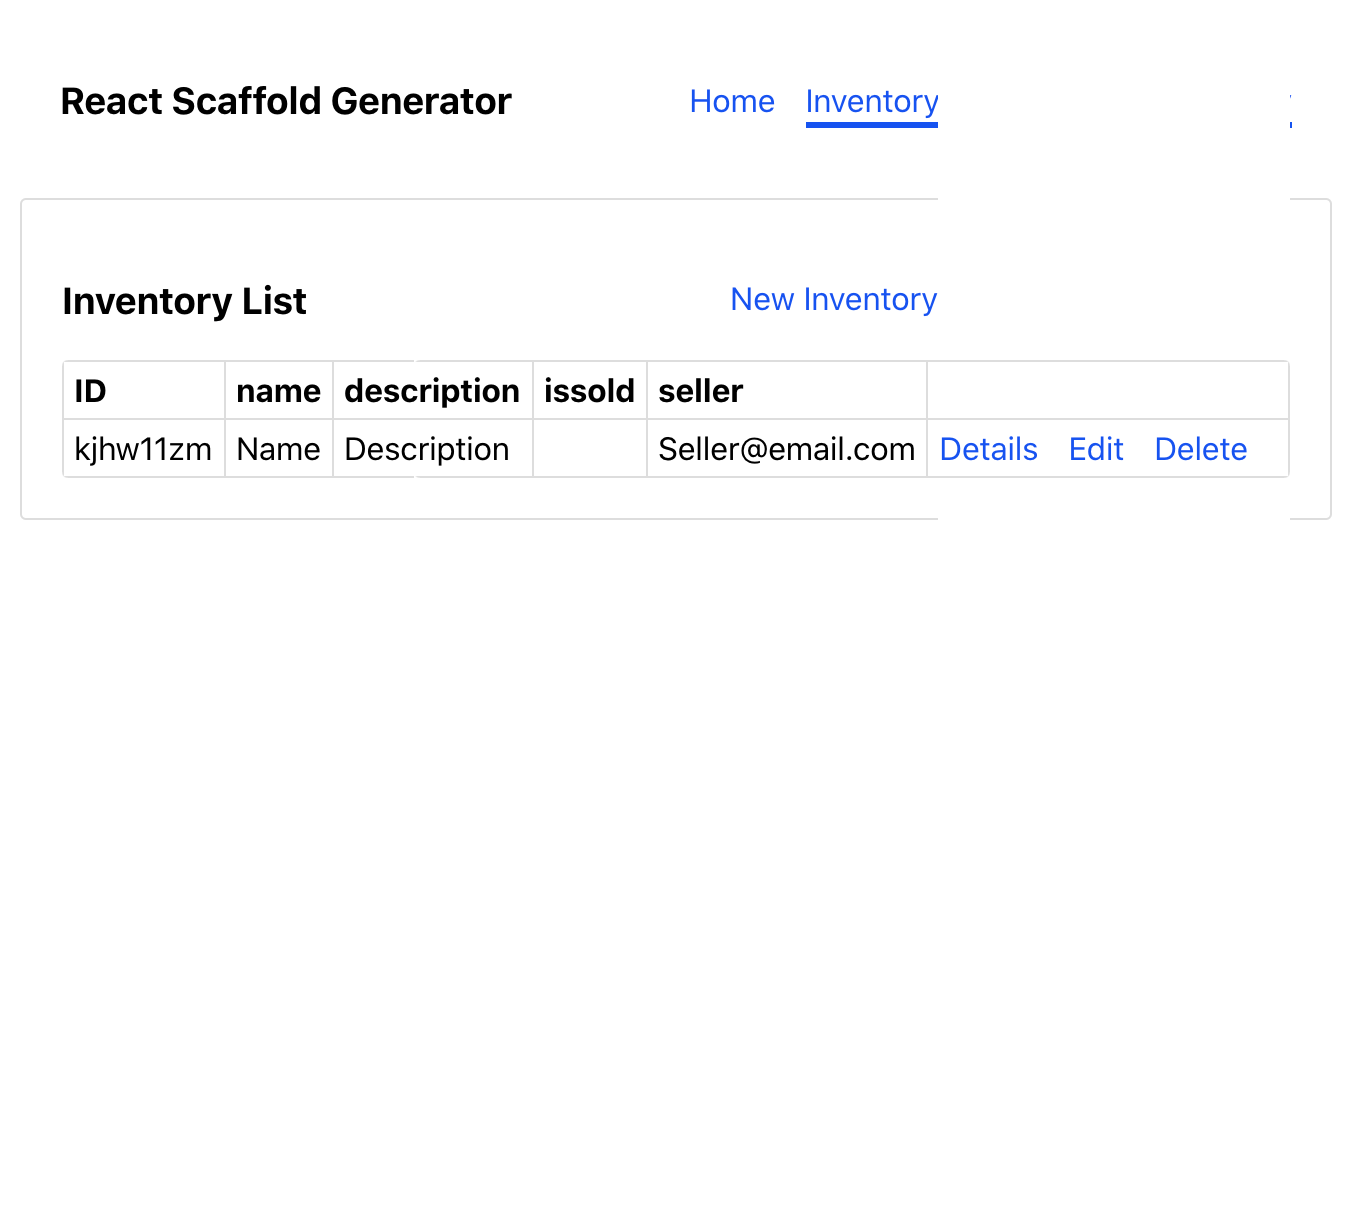 React Scaffold Generator Home Inventory
Inventory List New Inventory
ID name description issold seller
kjhw11zm Name Description Seller@email.com Details Edit Delete